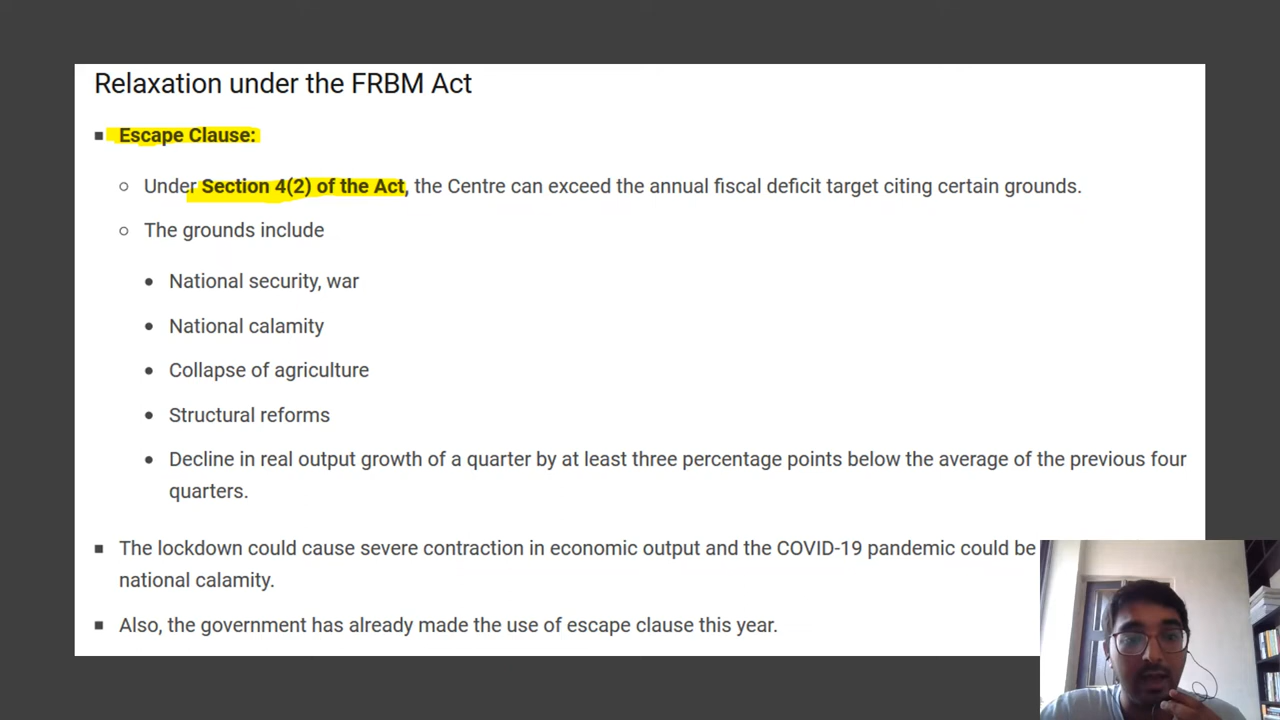 Relaxation under the FRBM Act
Escape Clause:
Under Section 4(2) of the Act, the Centre can exceed the annual fiscal deficit target citing certain grounds.
The grounds include
National security, war
National calamity
Collapse of agriculture
Structural reforms
Decline in real output growth of a quarter by at least three percentage points below the average of the previous four
quarters.
The lockdown could cause severe contraction in economic output and the COVID-19 pandemic could be
national calamity.
Also, the government has already made the use of escape clause this year.